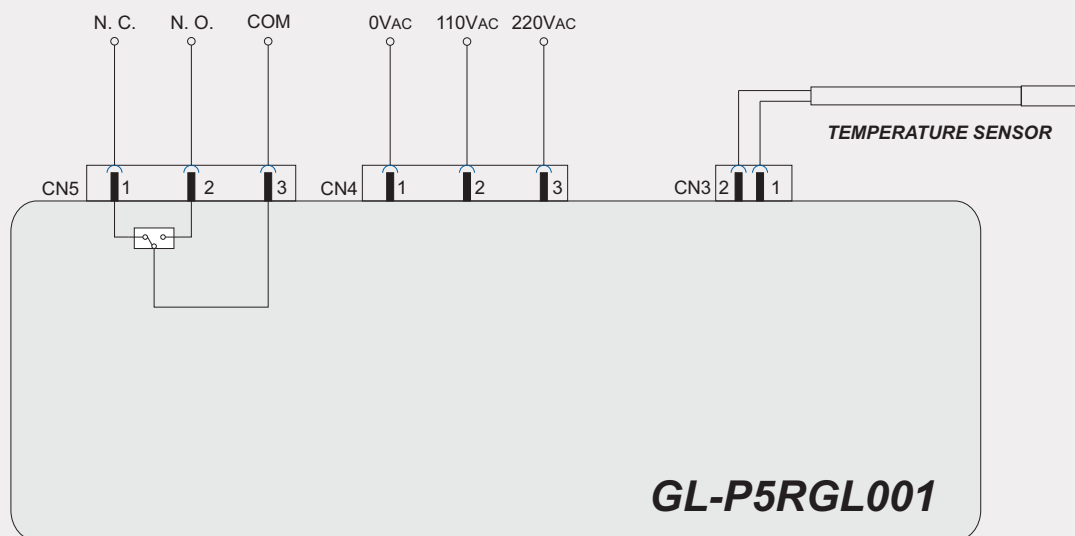 N. C. N. O. COM 0VAC 110VAC 220VAC
TEMPERATURE SENSOR
CN5 1 2 3 CN4 1 2 3 CN3 2 1
GL-P5RGL001